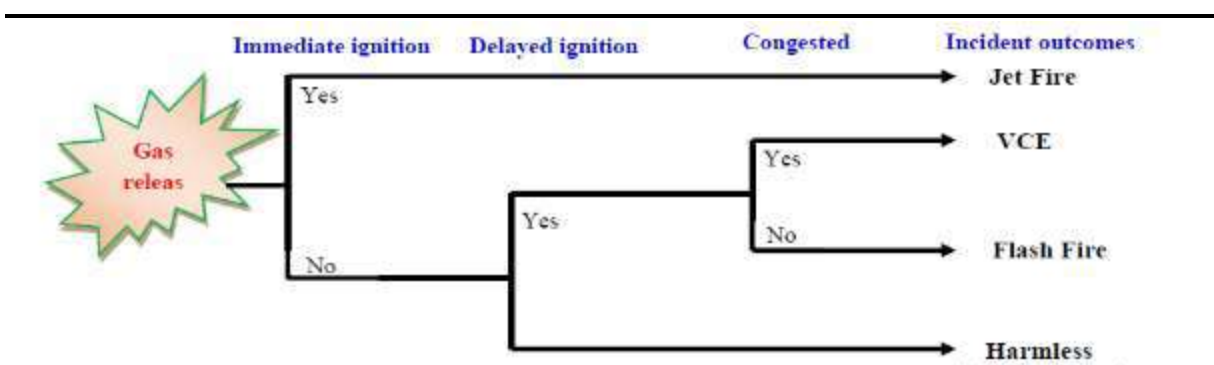 Immediate ignition Delayed ignition Congested Incident outcomes
Jet Fire
Yes
Gas
releas
VCE
Yes
Yes
No
Flash Fire
No
Harmless